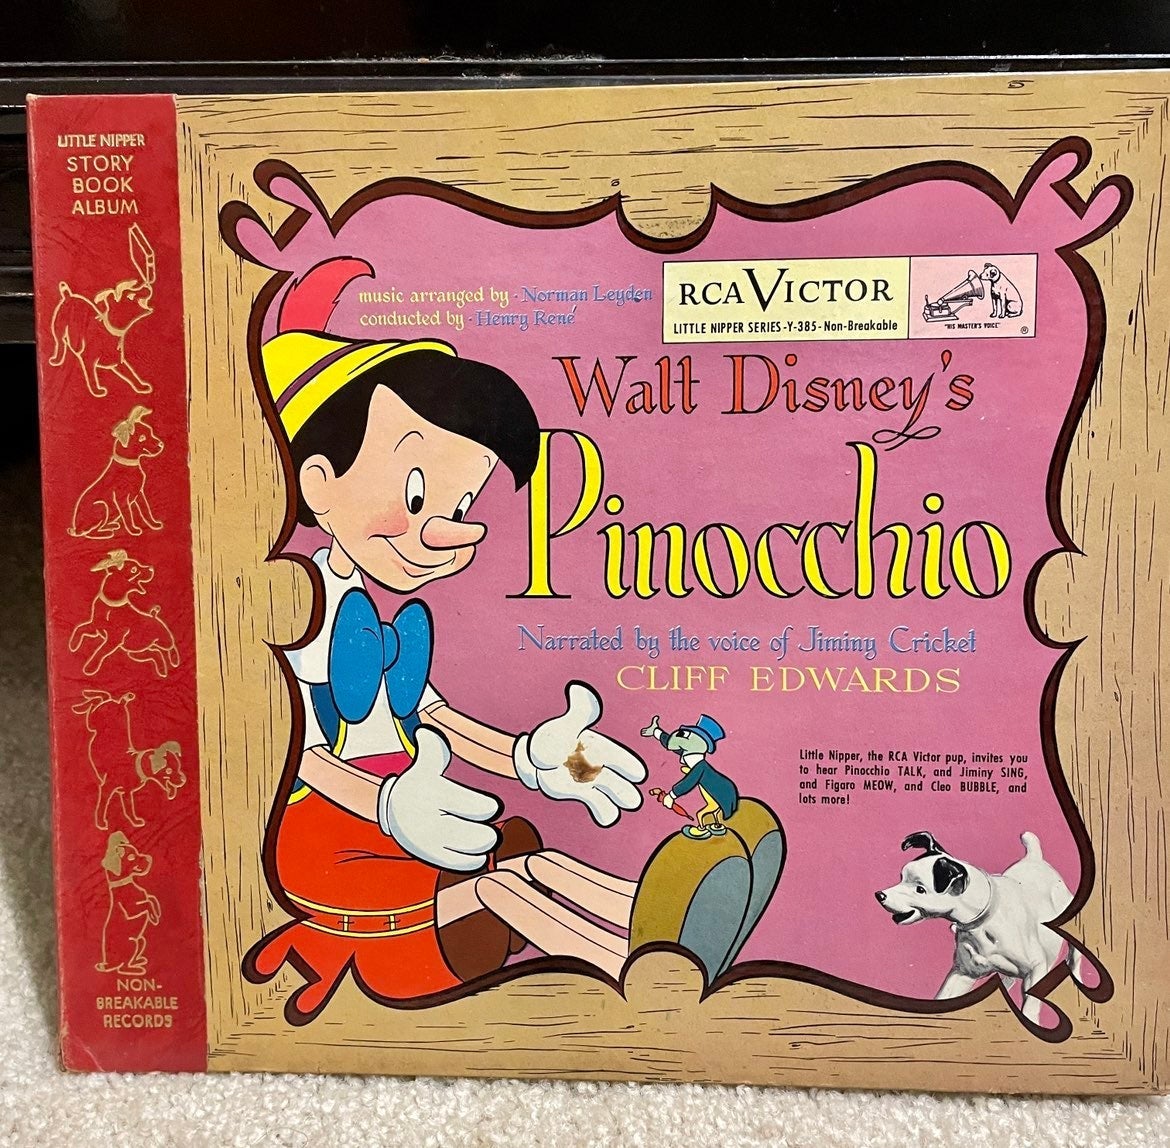 LITTLE NIPPER
STORY
BOOK
ALBUM
NON-
BREAKABLE
RECORDS
music arranged by - Norman Leyden
conducted by - Henry René
RCA VICTOR
LITTLE NIPPER SERIES-Y-385-Non-Breakable
"HIS MASTER'S VOICE"
®
Walt Disney's
Pinocchio
Narrated by the voice of Jiminy Cricket
CLIFF EDWARDS
Little Nipper, the RCA Victor pup, invites you
to hear Pinocchio TALK, and Jiminy SING,
and Figaro MEOW, and Cleo BUBBLE, and
lots more!